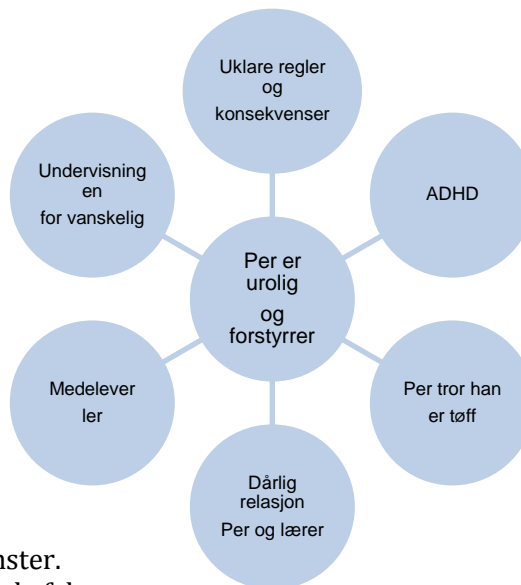 Uklare regler
og
konsekvenser
Undervisning
en
for vanskelig
ADHD
Per er
urolig
og
forstyrrer
Medelever
ler
Per tror han
er tøff
Dårlig
relasjon
Per og lærer
nster.